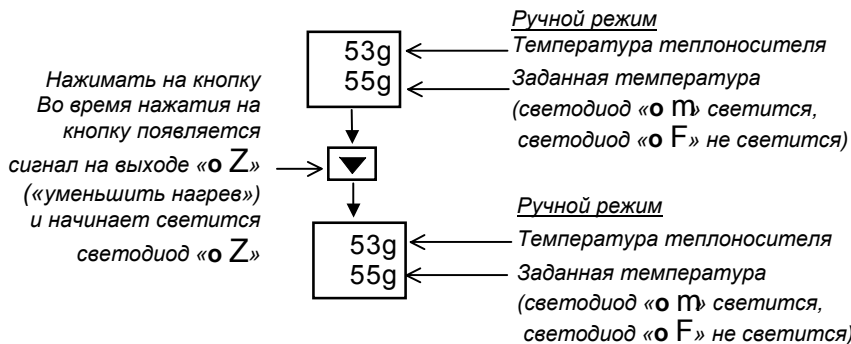 Ручной режим
53g
Температура теплоносителя
55g
Заданная температура
(светодиод «o m» светится,
светодиод «o F» не светится)
Нажимать на кнопку
Во время нажатия на
кнопку появляется
сигнал на выходе «o Z»
(«уменьшить нагрев»)
и начинает светится
светодиод «o Z»
Ручной режим
53g
Температура теплоносителя
55g
Заданная температура
(светодиод «o m» светится,
светодиод «o F» не светится)